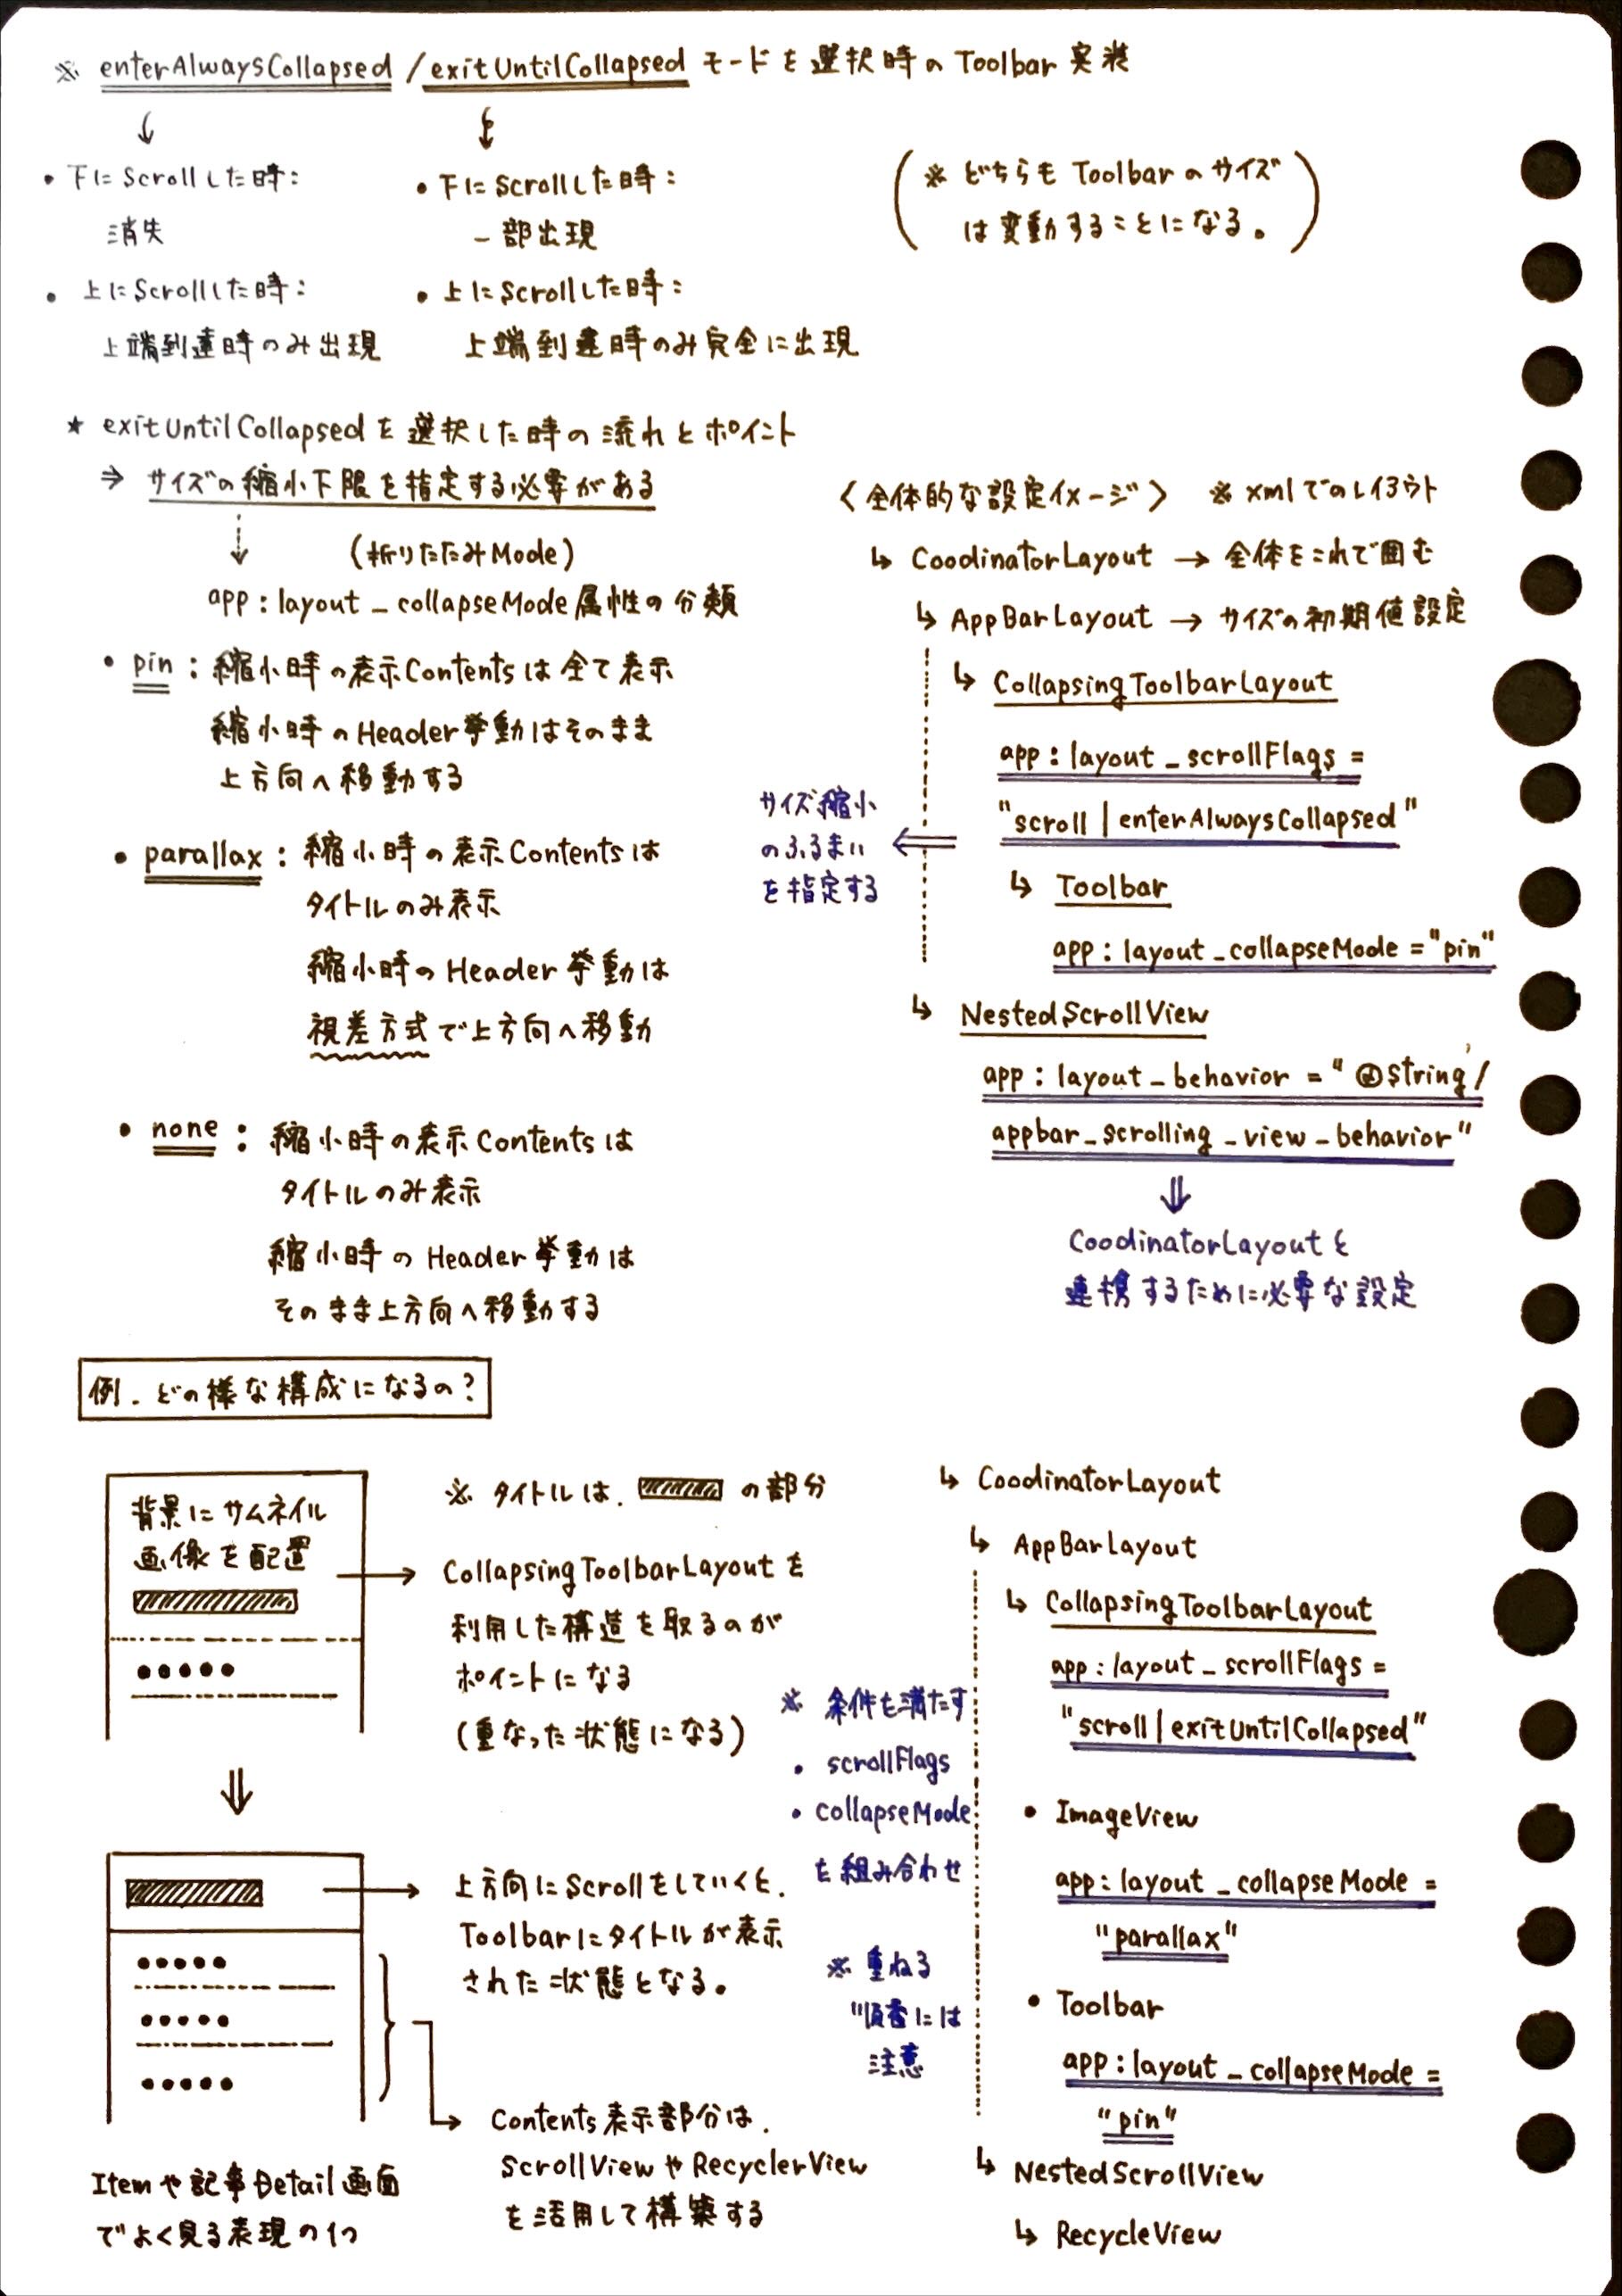 ※ enterAlwaysCollapsed / exitUntilCollapsed モードを選択時のToolbar実装
↓ ↓
• 下にScrollした時:
消失
• 上にScrollした時:
上端到達時のみ出現
• 下にScrollした時:
一部出現
• 上にScrollした時:
上端到達時のみ完全に出現
(※ どちらもToolbarのサイズ
は変動することになる。)
★ exitUntilCollapsedを選択した時の流れとポイント
⇒ サイズの縮小下限を指定する必要がある
(折りたたみMode)
app:layout_collapseMode属性の分類
• pin : 縮小時の表示Contentsは全て表示
縮小時のHeader挙動はそのまま
上方向へ移動する
• parallax : 縮小時の表示Contentsは
タイトルのみ表示
縮小時のHeader挙動は
視差方式で上方向へ移動
• none : 縮小時の表示Contentsは
タイトルのみ表示
縮小時のHeader挙動は
そのまま上方向へ移動する
〈全体的な設定イメージ〉 ※ xmlでのレイアウト
↳ CoodinatorLayout → 全体をこれで囲む
↳ AppBarLayout → サイズの初期値設定
↳ CollapsingToolbarLayout
app:layout_scrollFlags =
"scroll|enterAlwaysCollapsed"
サイズ縮小
のふるまい
を指定する
↳ Toolbar
app:layout_collapseMode="pin"
↳ NestedScrollView
app:layout_behavior = "@string/
appbar_scrolling_view_behavior"
⇓
CoodinatorLayoutと
連携するために必要な設定
例. どの様な構成になるの?
背景にサムネイル
画像を配置
※ タイトルは、 の部分
→ CollapsingToolbarLayoutを
利用した構造を取るのが
ポイントになる
(重なった状態になる)
⇓
→ 上方向にScrollをしていくと、
Toolbarにタイトルが表示
された状態となる。
Contents表示部分は、
ScrollViewやRecyclerView
を活用して構築する
Itemや記事Detail画面
でよく見る表現の1つ
※ 条件を満たす
• scrollFlags
• collapseMode
を組み合わせ
※ 重ねる
順番には
注意
↳ CoodinatorLayout
↳ AppBarLayout
↳ CollapsingToolbarLayout
app:layout_scrollFlags =
"scroll|exitUntilCollapsed"
• ImageView
app:layout_collapseMode =
"parallax"
• Toolbar
app:layout_collapseMode =
"pin"
↳ NestedScrollView
↳ RecycleView